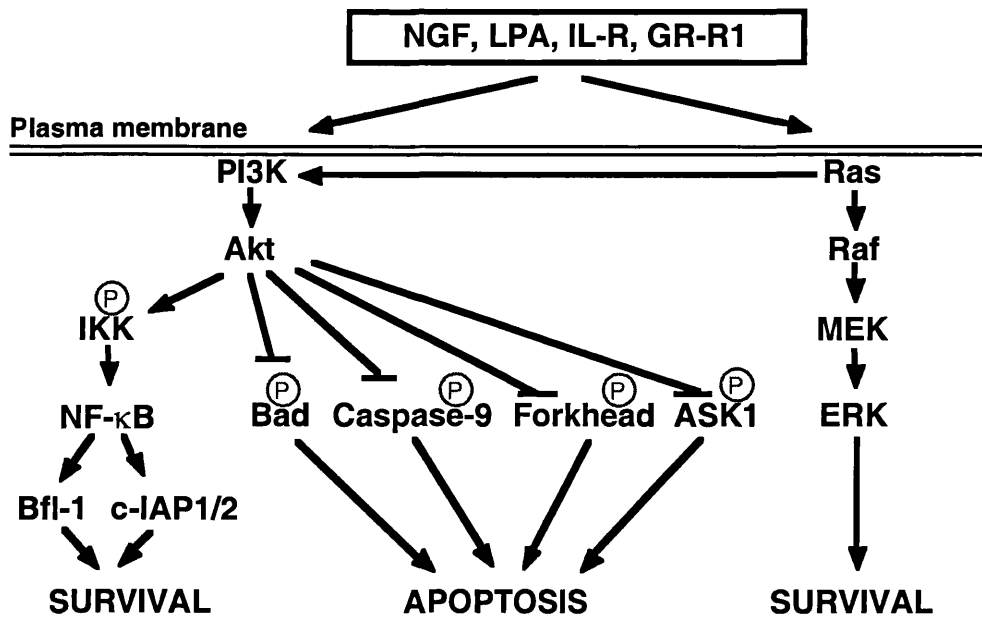 NGF, LPA, IL-R, GR-R1
Plasma membrane
PI3K
Ras
Akt
Raf
P
IKK
MEK
P
P
P
P
NF-κB
Bad
Caspase-9
Forkhead
ASK1
ERK
Bfl-1
c-IAP1/2
SURVIVAL
APOPTOSIS
SURVIVAL